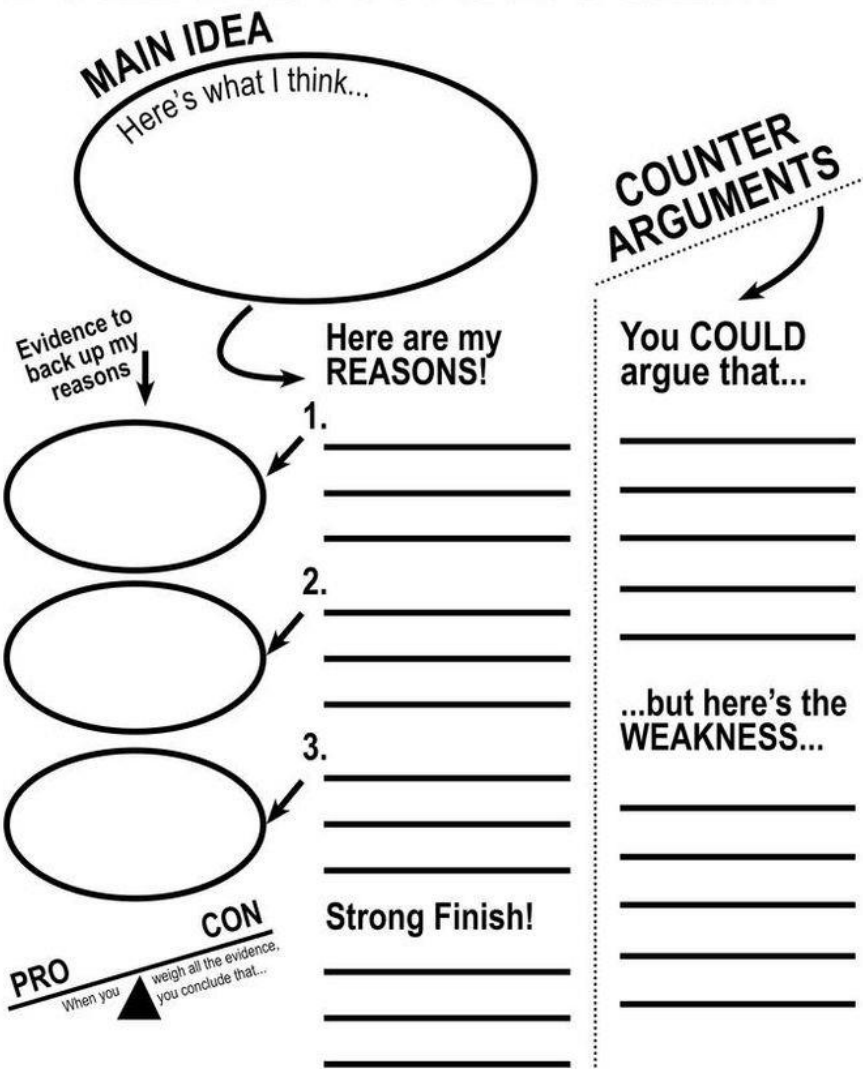 MAIN IDEA
Here's what I think...
Evidence to
back up my
reasons
Here are my
REASONS!
1.
2.
3.
PRO
CON
When you
weigh all the evidence,
you conclude that...
Strong Finish!
COUNTER
ARGUMENTS
You COULD
argue that...
...but here's the
WEAKNESS...